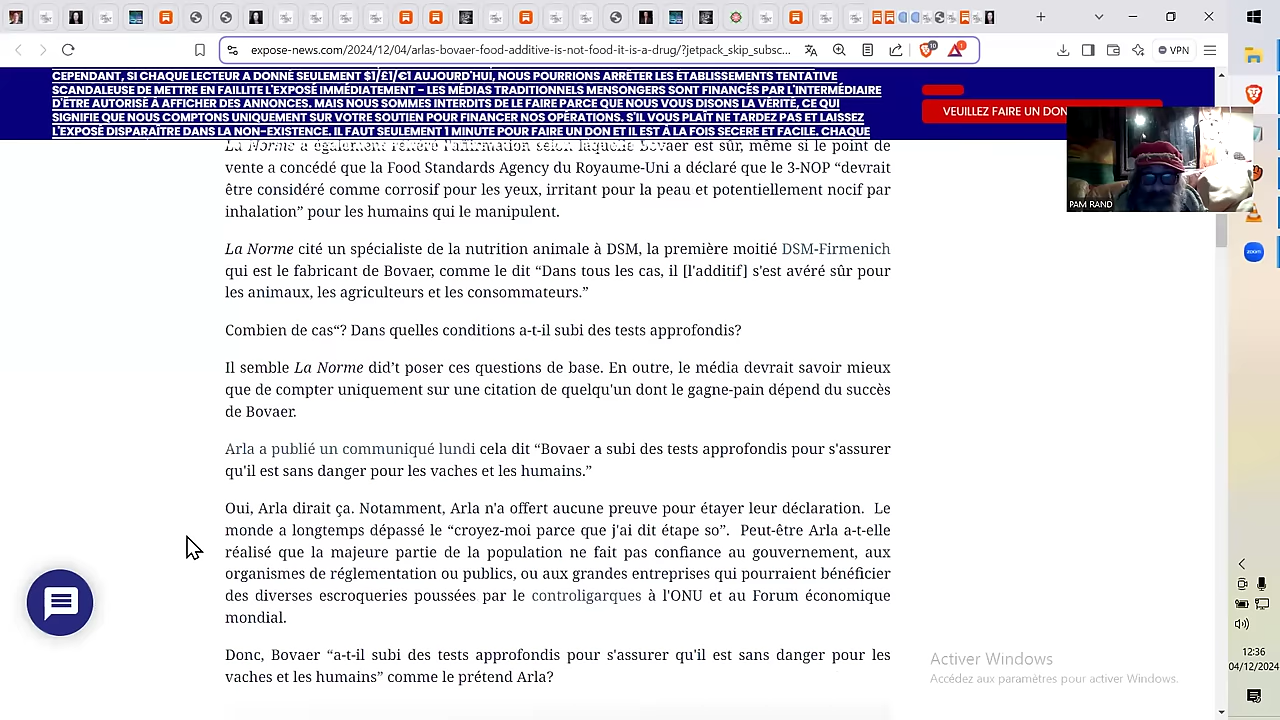 expose-news.com/2024/12/04/arlas-bovaer-food-additive-is-not-food-it-is-a-drug/?jetpack_skip_subsc...
VPN
CEPENDANT, SI CHAQUE LECTEUR A DONNÉ SEULEMENT $1/£1/€1 AUJOURD'HUI, NOUS POURRIONS ARRÊTER LES ÉTABLISSEMENTS TENTATIVE
SCANDALEUSE DE METTRE EN FAILLITE L'EXPOSÉ IMMÉDIATEMENT – LES MÉDIAS TRADITIONNELS MENSONGERS SONT FINANCÉS PAR L'INTERMÉDIAIRE
D'ÊTRE AUTORISÉ À AFFICHER DES ANNONCES. MAIS NOUS SOMMES INTERDITS DE LE FAIRE PARCE QUE NOUS VOUS DISONS LA VÉRITÉ, CE QUI
SIGNIFIE QUE NOUS COMPTONS UNIQUEMENT SUR VOTRE SOUTIEN POUR FINANCER NOS OPÉRATIONS. S'IL VOUS PLAÎT NE TARDEZ PAS ET LAISSEZ
L'EXPOSÉ DISPARAÎTRE DANS LA NON-EXISTENCE. IL FAUT SEULEMENT 1 MINUTE POUR FAIRE UN DON ET IL EST À LA FOIS SECERE ET FACILE. CHAQUE
VEUILLEZ FAIRE UN DON
PAM RAND
La Norme est sûr, même si le point de
vente a concédé que la Food Standards Agency du Royaume-Uni a déclaré que le 3-NOP “devrait
être considéré comme corrosif pour les yeux, irritant pour la peau et potentiellement nocif par
inhalation” pour les humains qui le manipulent.
La Norme cité un spécialiste de la nutrition animale à DSM, la première moitié DSM-Firmenich
qui est le fabricant de Bovaer, comme le dit “Dans tous les cas, il [l'additif] s'est avéré sûr pour
les animaux, les agriculteurs et les consommateurs.”
Combien de cas“? Dans quelles conditions a-t-il subi des tests approfondis?
Il semble La Norme did’t poser ces questions de base. En outre, le média devrait savoir mieux
que de compter uniquement sur une citation de quelqu'un dont le gagne-pain dépend du succès
de Bovaer.
Arla a publié un communiqué lundi cela dit “Bovaer a subi des tests approfondis pour s'assurer
qu'il est sans danger pour les vaches et les humains.”
Oui, Arla dirait ça. Notamment, Arla n'a offert aucune preuve pour étayer leur déclaration. Le
monde a longtemps dépassé le “croyez-moi parce que j'ai dit étape so”. Peut-être Arla a-t-elle
réalisé que la majeure partie de la population ne fait pas confiance au gouvernement, aux
organismes de réglementation ou publics, ou aux grandes entreprises qui pourraient bénéficier
des diverses escroqueries poussées par le controligarques à l'ONU et au Forum économique
mondial.
Donc, Bovaer “a-t-il subi des tests approfondis pour s'assurer qu'il est sans danger pour les
vaches et les humains” comme le prétend Arla?
Activer Windows
Accédez aux paramètres pour activer Windows.
zoom
12:36
04/12/2024